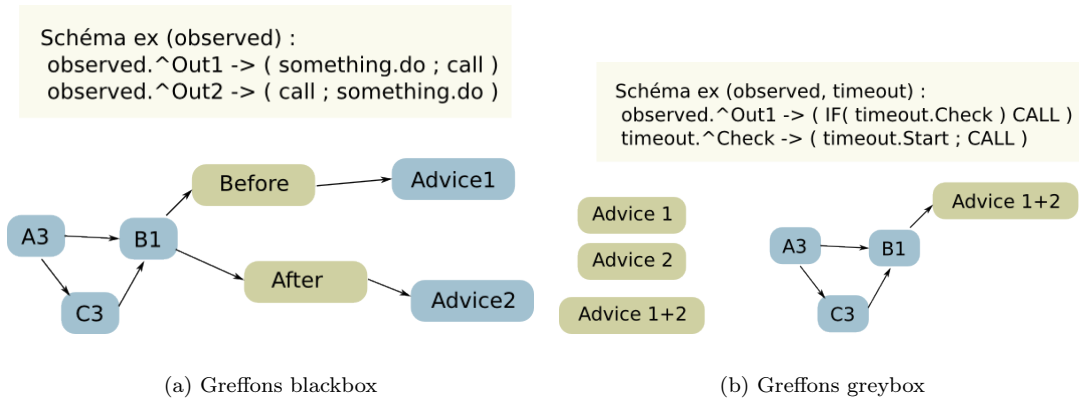 Schéma ex (observed) :
observed.^Out1 -> ( something.do ; call )
observed.^Out2 -> ( call ; something.do )
Before
Advice1
A3
B1
After
C3
Advice2
(a) Greffons blackbox
Schéma ex (observed, timeout) :
observed.^Out1 -> ( IF( timeout.Check ) CALL )
timeout.^Check -> ( timeout.Start ; CALL )
Advice 1
Advice 2
Advice 1+2
Advice 1+2
A3
B1
C3
(b) Greffons greybox